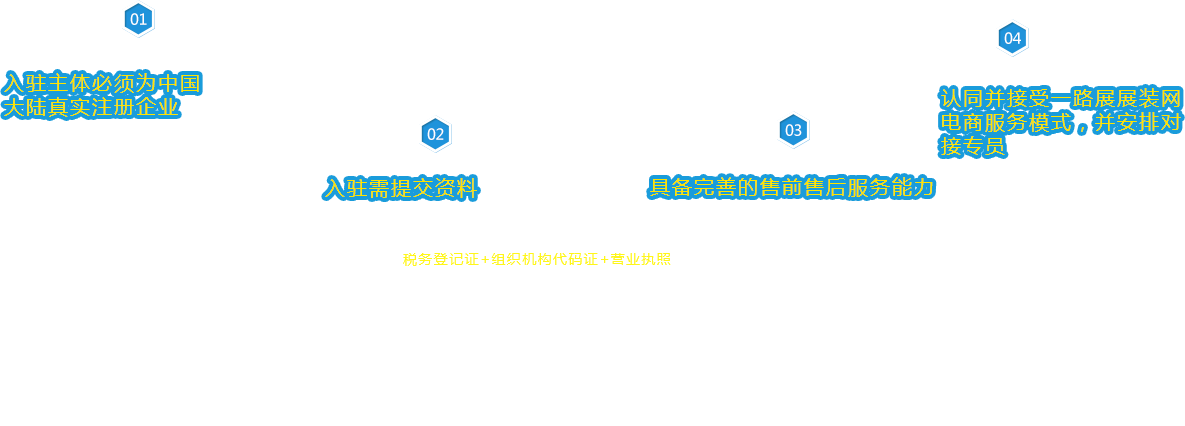 01
入驻主体必须为中国
大陆真实注册企业
02
入驻需提交资料
税务登记证+组织机构代码证+营业执照
03
具备完善的售前售后服务能力
04
认同并接受一路展展装网
电商服务模式，并安排对
接专员